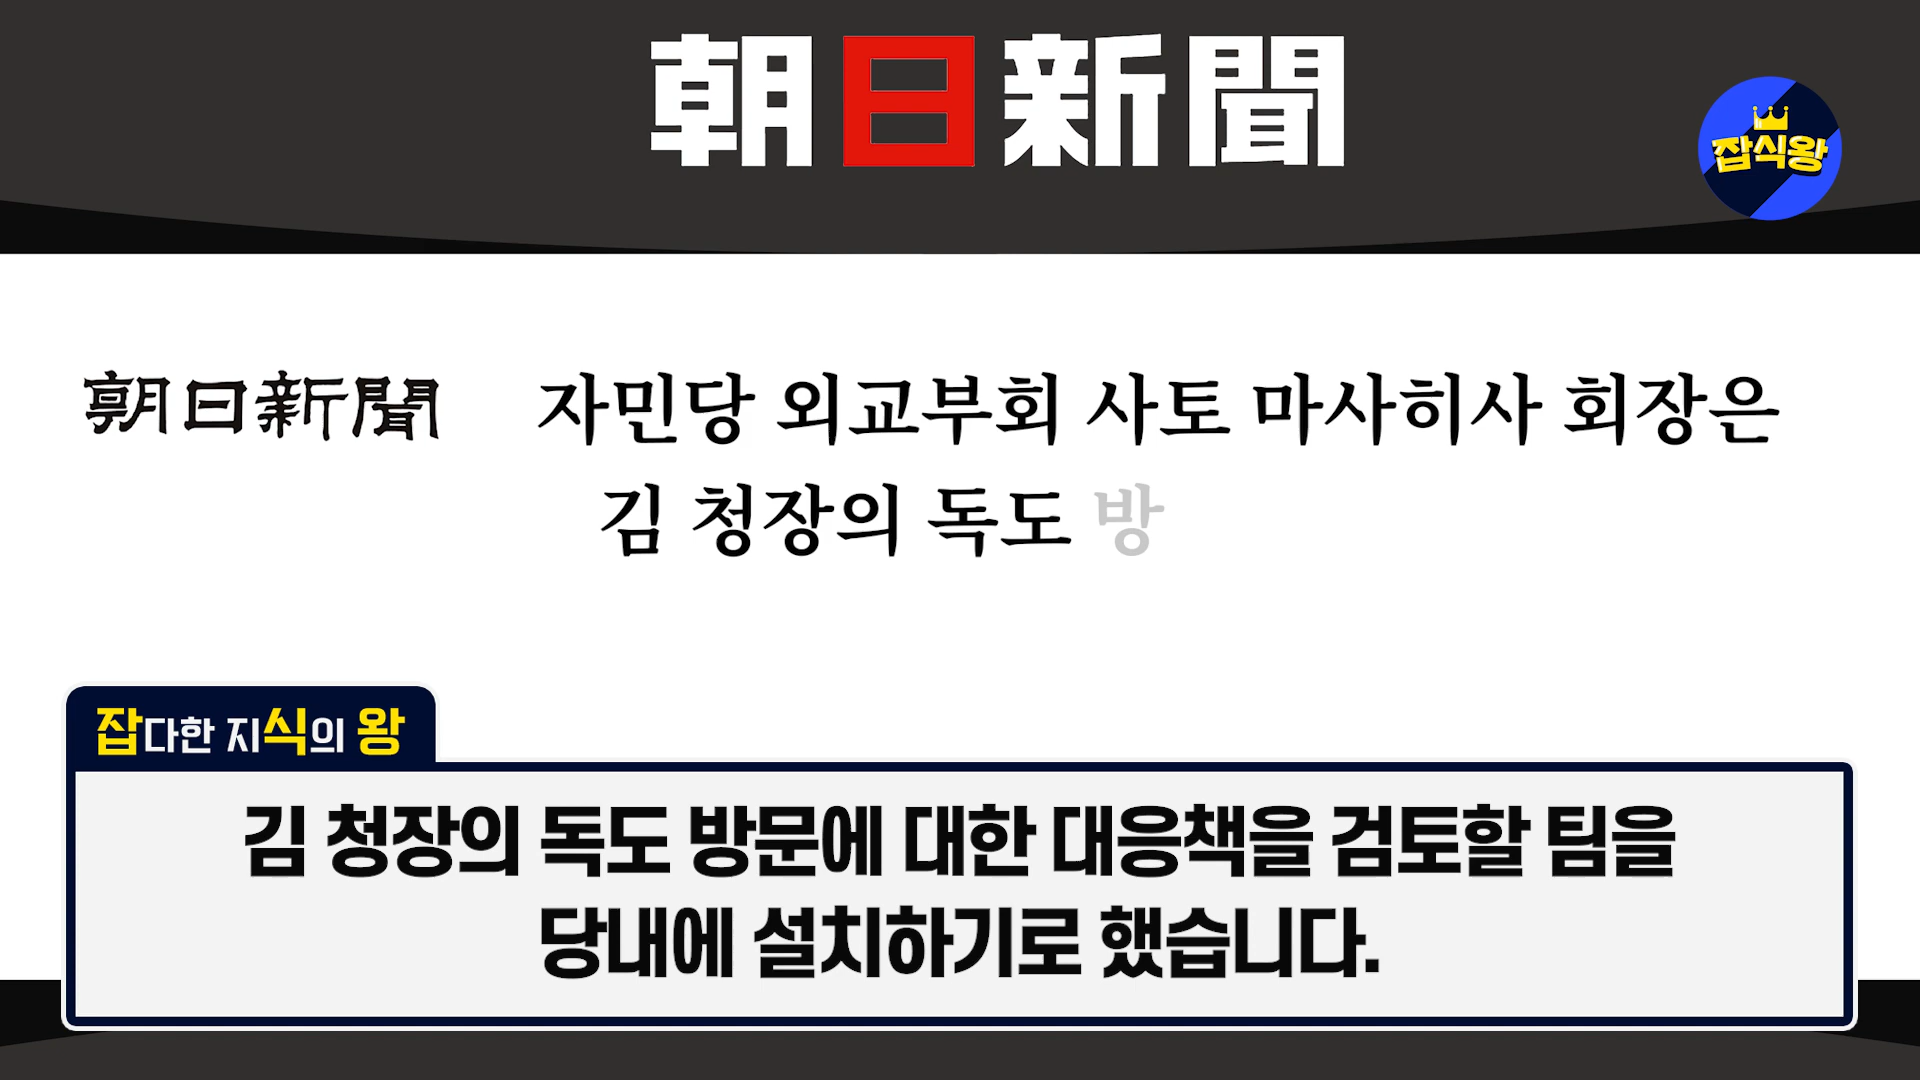 朝日新聞
잡식왕
朝日新聞
자민당 외교부회 사토 마사히사 회장은
김 청장의 독도 방
잡다한 지식의 왕
김 청장의 독도 방문에 대한 대응책을 검토할 팀을
당내에 설치하기로 했습니다.